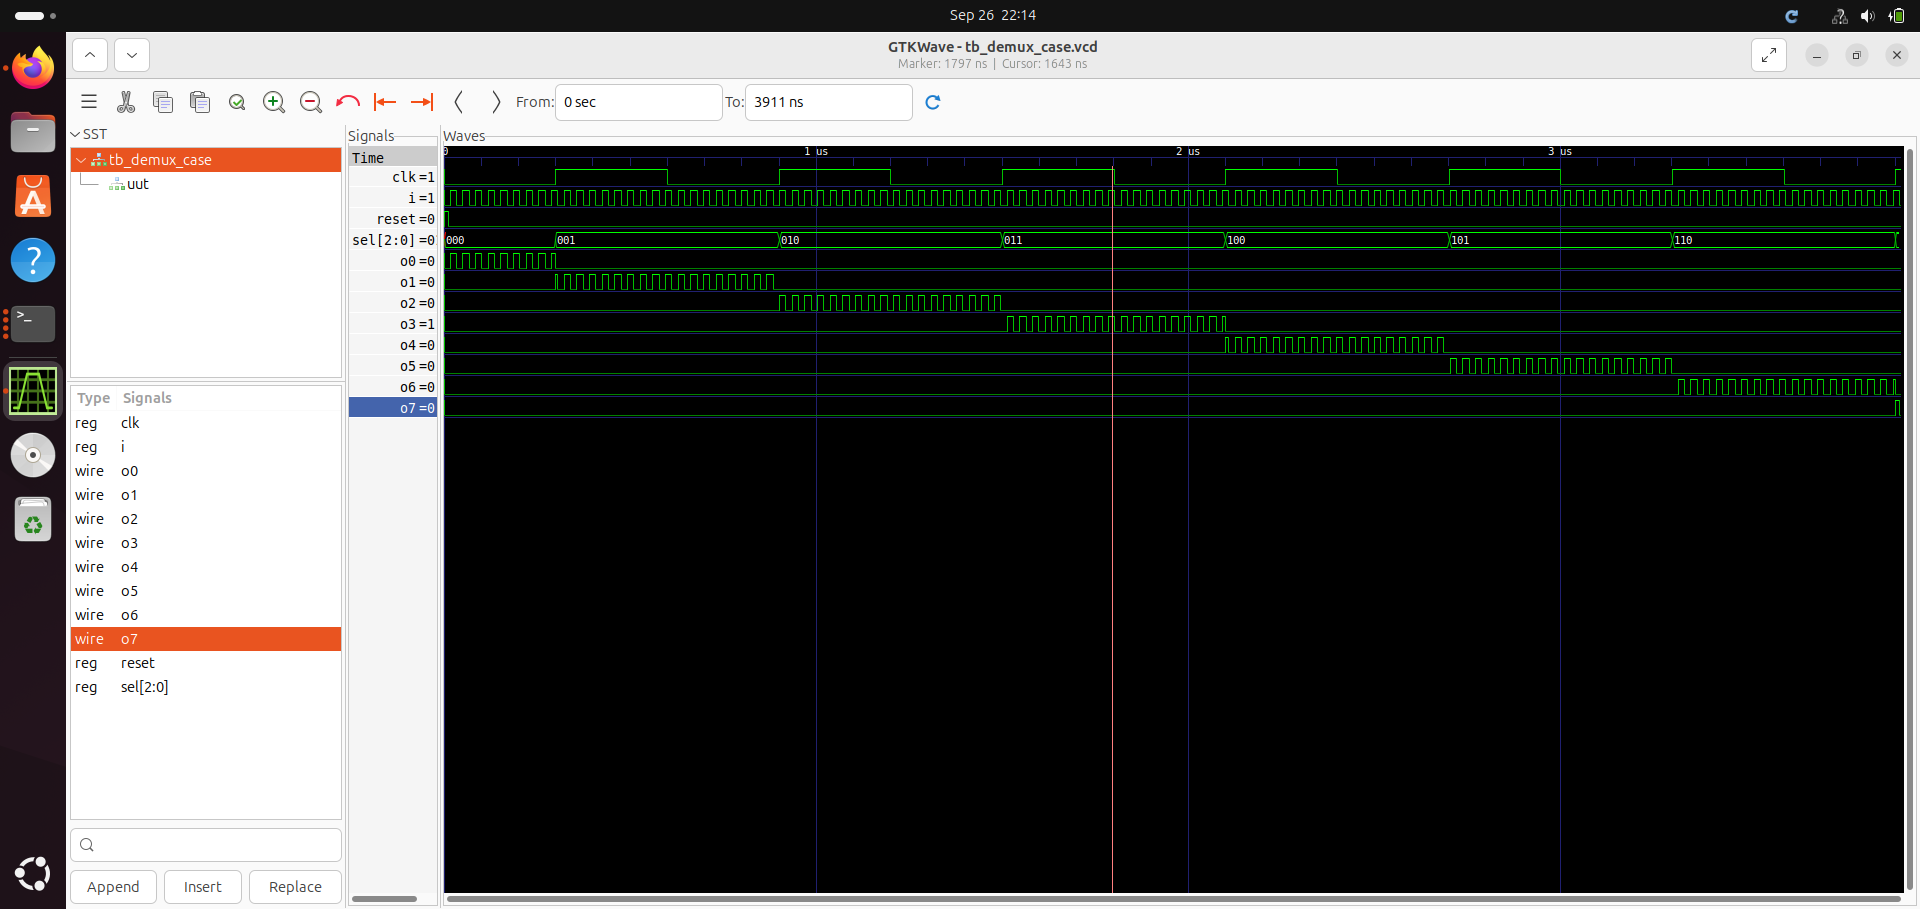 Sep 26 22:14
GTKWave - tb_demux_case.vcd
Marker: 1797 ns | Cursor: 1643 ns
From: 0 sec To: 3911 ns
SST
tb_demux_case
uut
Type Signals
reg clk
reg i
wire o0
wire o1
wire o2
wire o3
wire o4
wire o5
wire o6
wire o7
reg reset
reg sel[2:0]
Append Insert Replace
Signals
Time
clk=1
i=1
reset=0
sel[2:0]=0
o0=0
o1=0
o2=0
o3=1
o4=0
o5=0
o6=0
o7=0
Waves
0 1 us 2 us 3 us
000 001 010 011 100 101 110